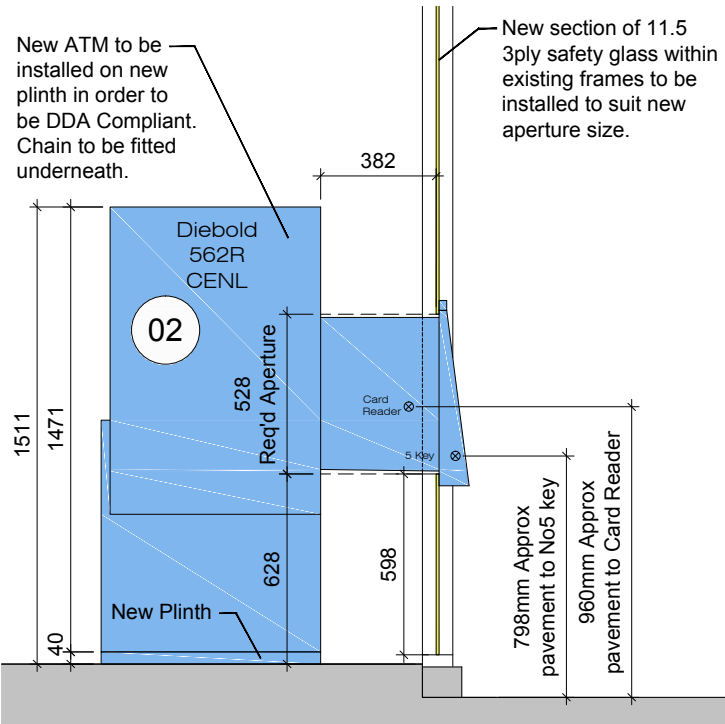 New ATM to be
installed on new
plinth in order to
be DDA Compliant.
Chain to be fitted
underneath.
New section of 11.5
3ply safety glass within
existing frames to be
installed to suit new
aperture size.
382
Diebold
562R
CENL
02
1511
1471
528
Req'd Aperture
Card
Reader
5 Key
628
598
40
New Plinth
798mm Approx
pavement to No5 key
960mm Approx
pavement to Card Reader